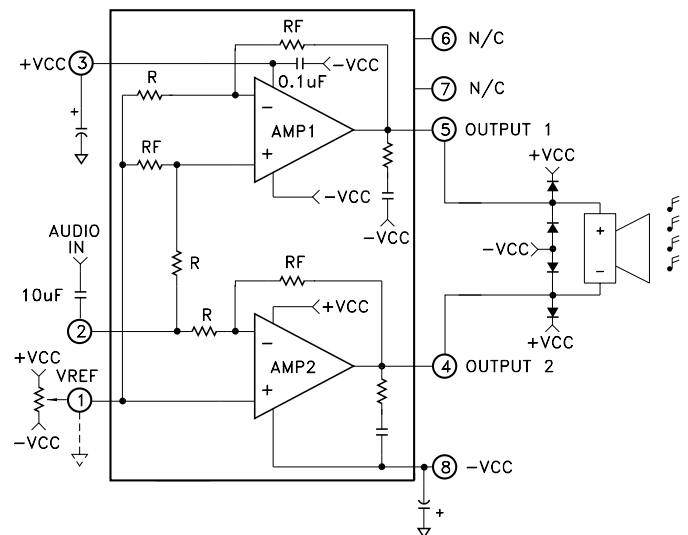 RF
6 N/C
+VCC 3
-VCC
R
0.1uF
7 N/C
-
AMP1
+
+
5 OUTPUT 1
RF
+VCC
-VCC
-VCC
AUDIO
IN
R
RF
-VCC
+
-
10uF
+VCC
R
2
-
+VCC
AMP2
+VCC
VREF
+
4 OUTPUT 2
1
-VCC
8 -VCC
+